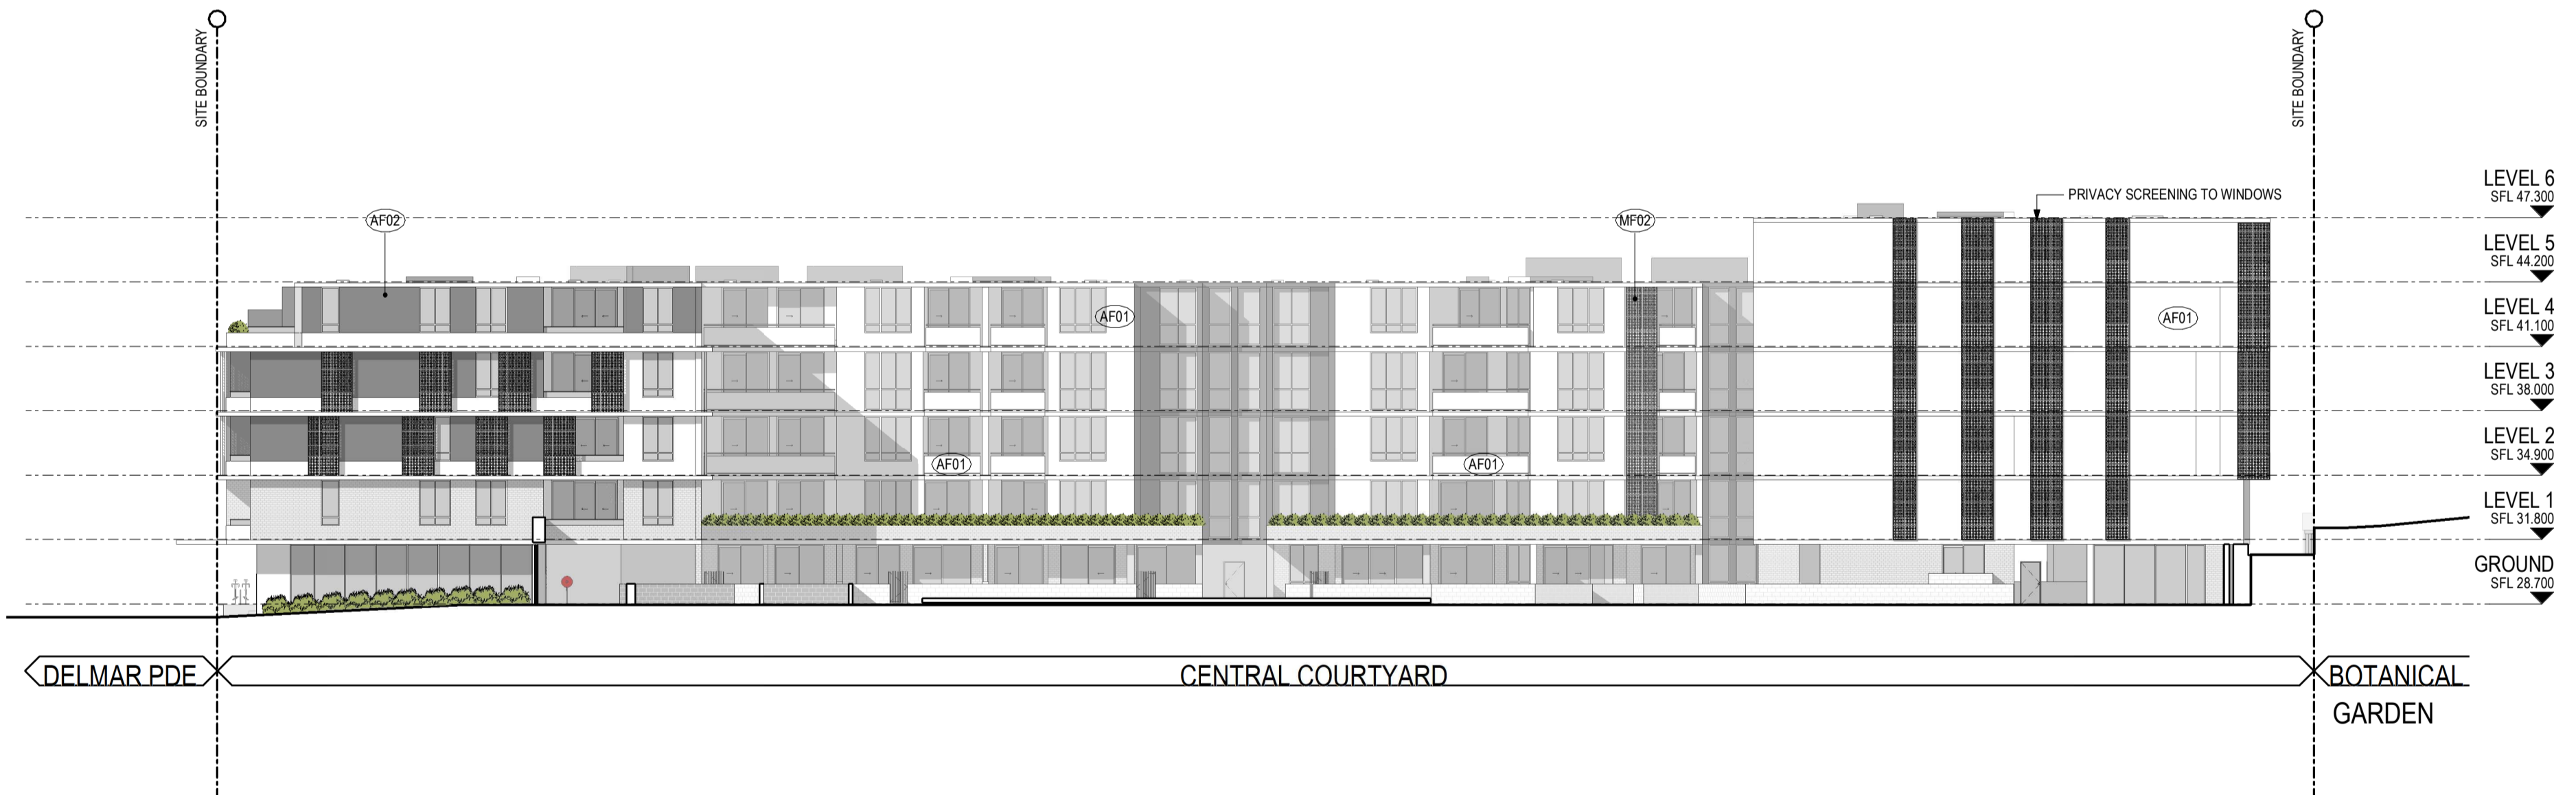 SITE BOUNDARY
SITE BOUNDARY
LEVEL 6
SFL 47.300
PRIVACY SCREENING TO WINDOWS
AF02
MF02
LEVEL 5
SFL 44.200
LEVEL 4
SFL 41.100
AF01
AF01
LEVEL 3
SFL 38.000
LEVEL 2
SFL 34.900
AF01
AF01
LEVEL 1
SFL 31.800
GROUND
SFL 28.700
DELMAR PDE
CENTRAL COURTYARD
BOTANICAL
GARDEN